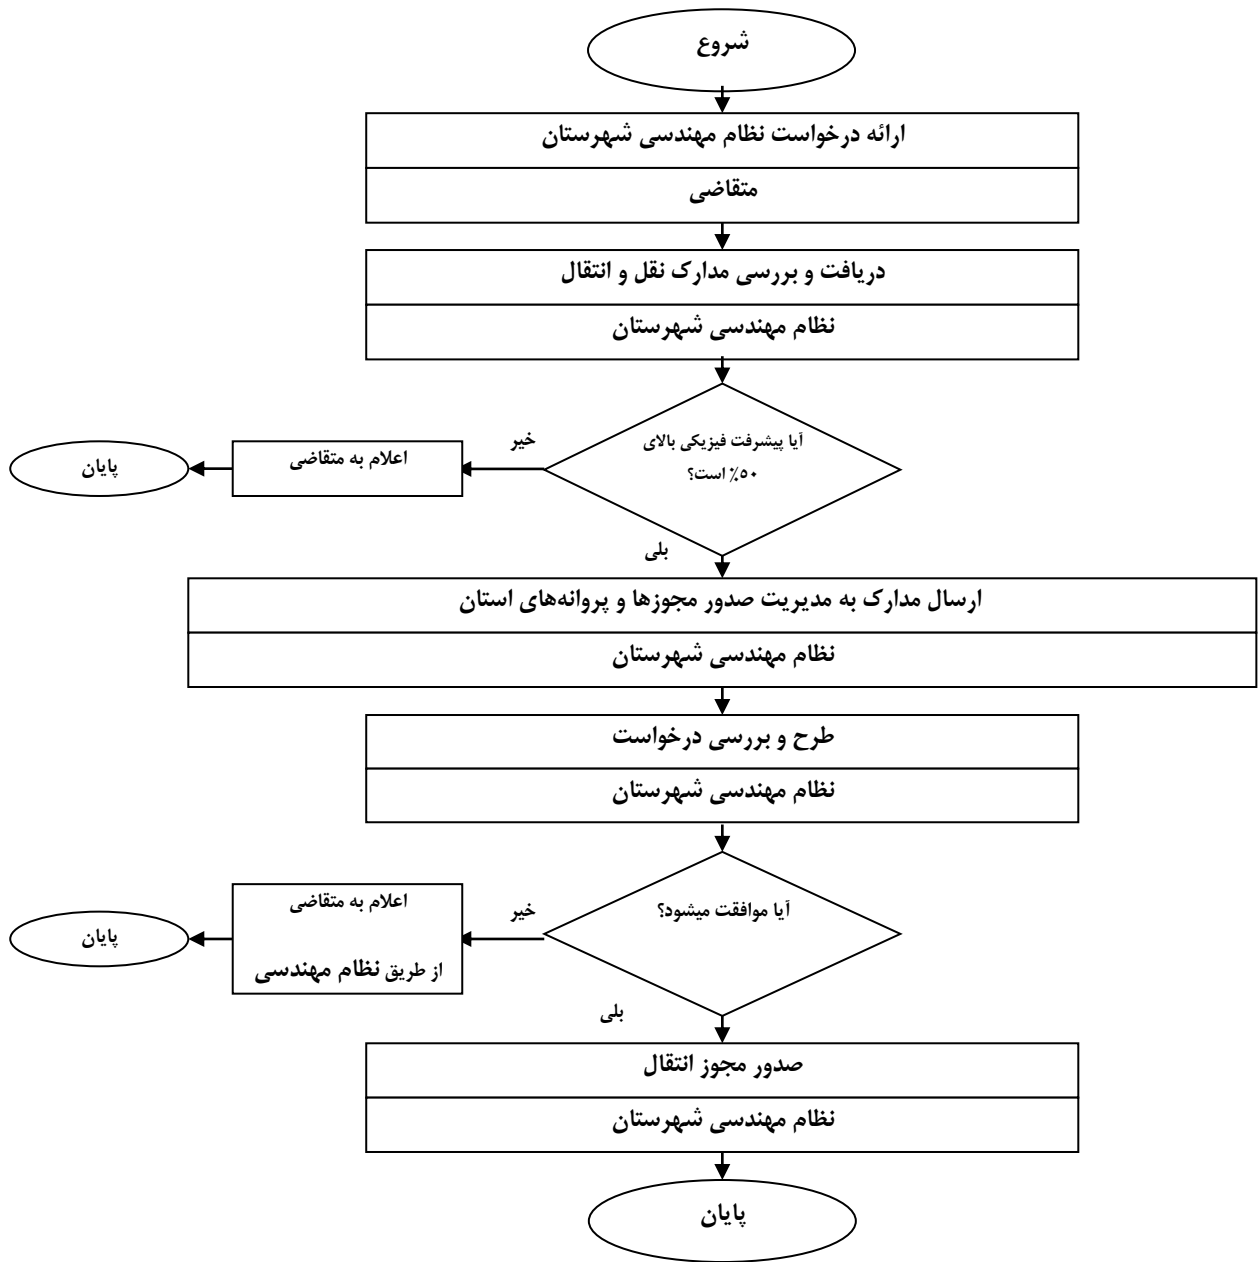 شروع
ارائه درخواست نظام مهندسی شهرستان
متقاضی
دریافت و بررسی مدارک نقل و انتقال
نظام مهندسی شهرستان
آیا پیشرفت فیزیکی بالای
۵۰٪ است؟
خیر
اعلام به متقاضی
پایان
بلی
ارسال مدارک به مدیریت صدور مجوزها و پروانه‌های استان
نظام مهندسی شهرستان
طرح و بررسی درخواست
نظام مهندسی شهرستان
آیا موافقت میشود؟
خیر
اعلام به متقاضی
از طریق نظام مهندسی
پایان
بلی
صدور مجوز انتقال
نظام مهندسی شهرستان
پایان